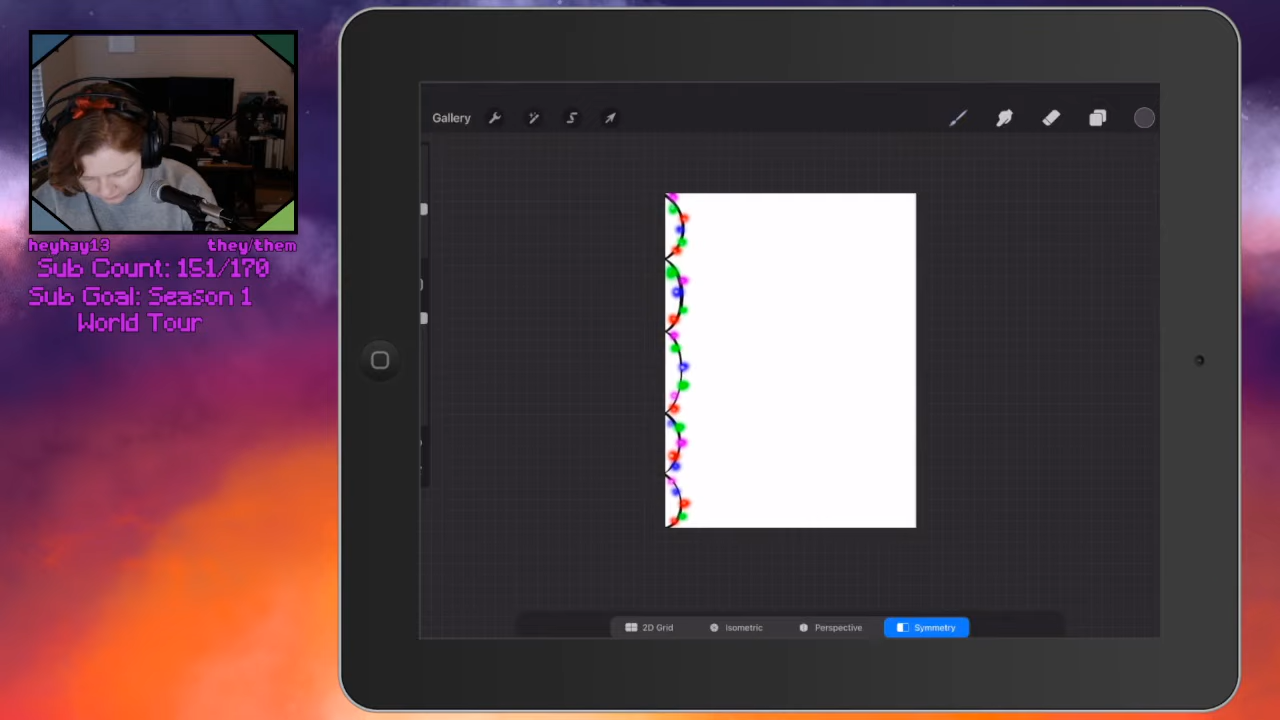 Gallery
heyhay13 they/them
Sub Count: 151/170
Sub Goal: Season 1
World Tour
2D Grid Isometric Perspective Symmetry